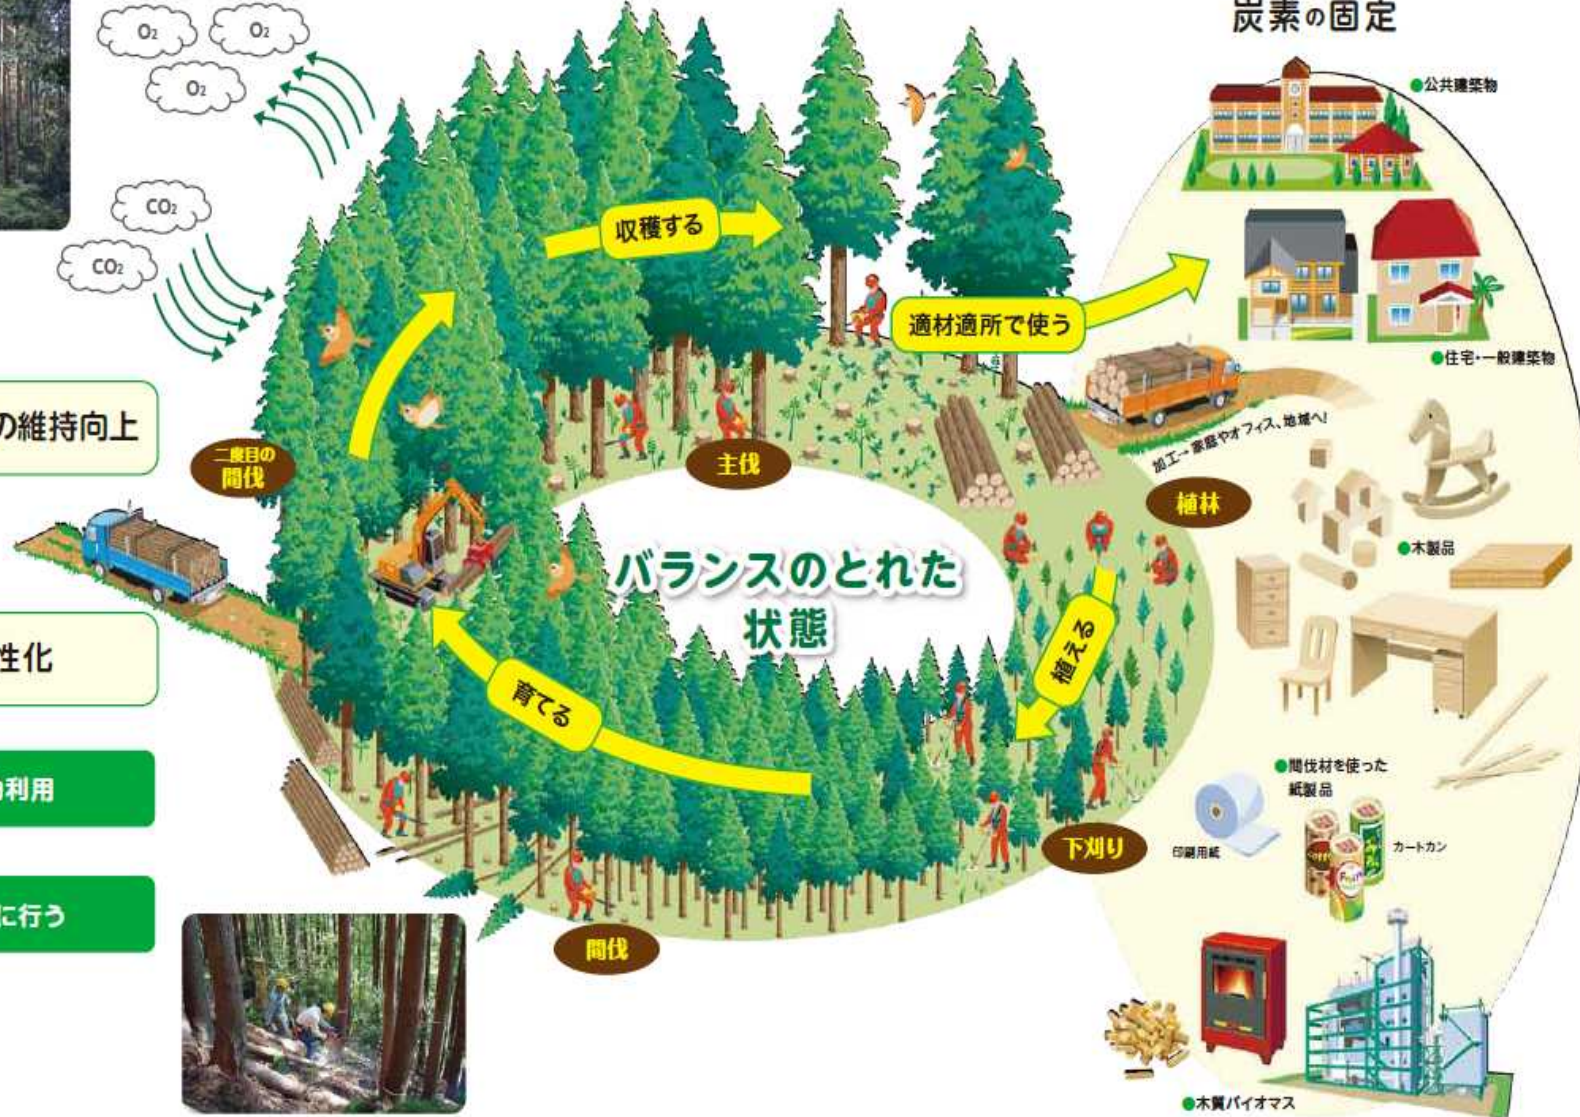 炭素の固定
O₂
O₂
O₂
CO₂
CO₂
●公共建築物
収穫する
適材適所で使う
●住宅・一般建築物
の維持向上
二度目の
間伐
主伐
加工→家庭やオフィス、地域へ!
植林
●木製品
バランスのとれた
状態
植える
性化
育てる
利用
●間伐材を使った
紙製品
印刷用紙
カートカン
下刈り
に行う
間伐
●木質バイオマス